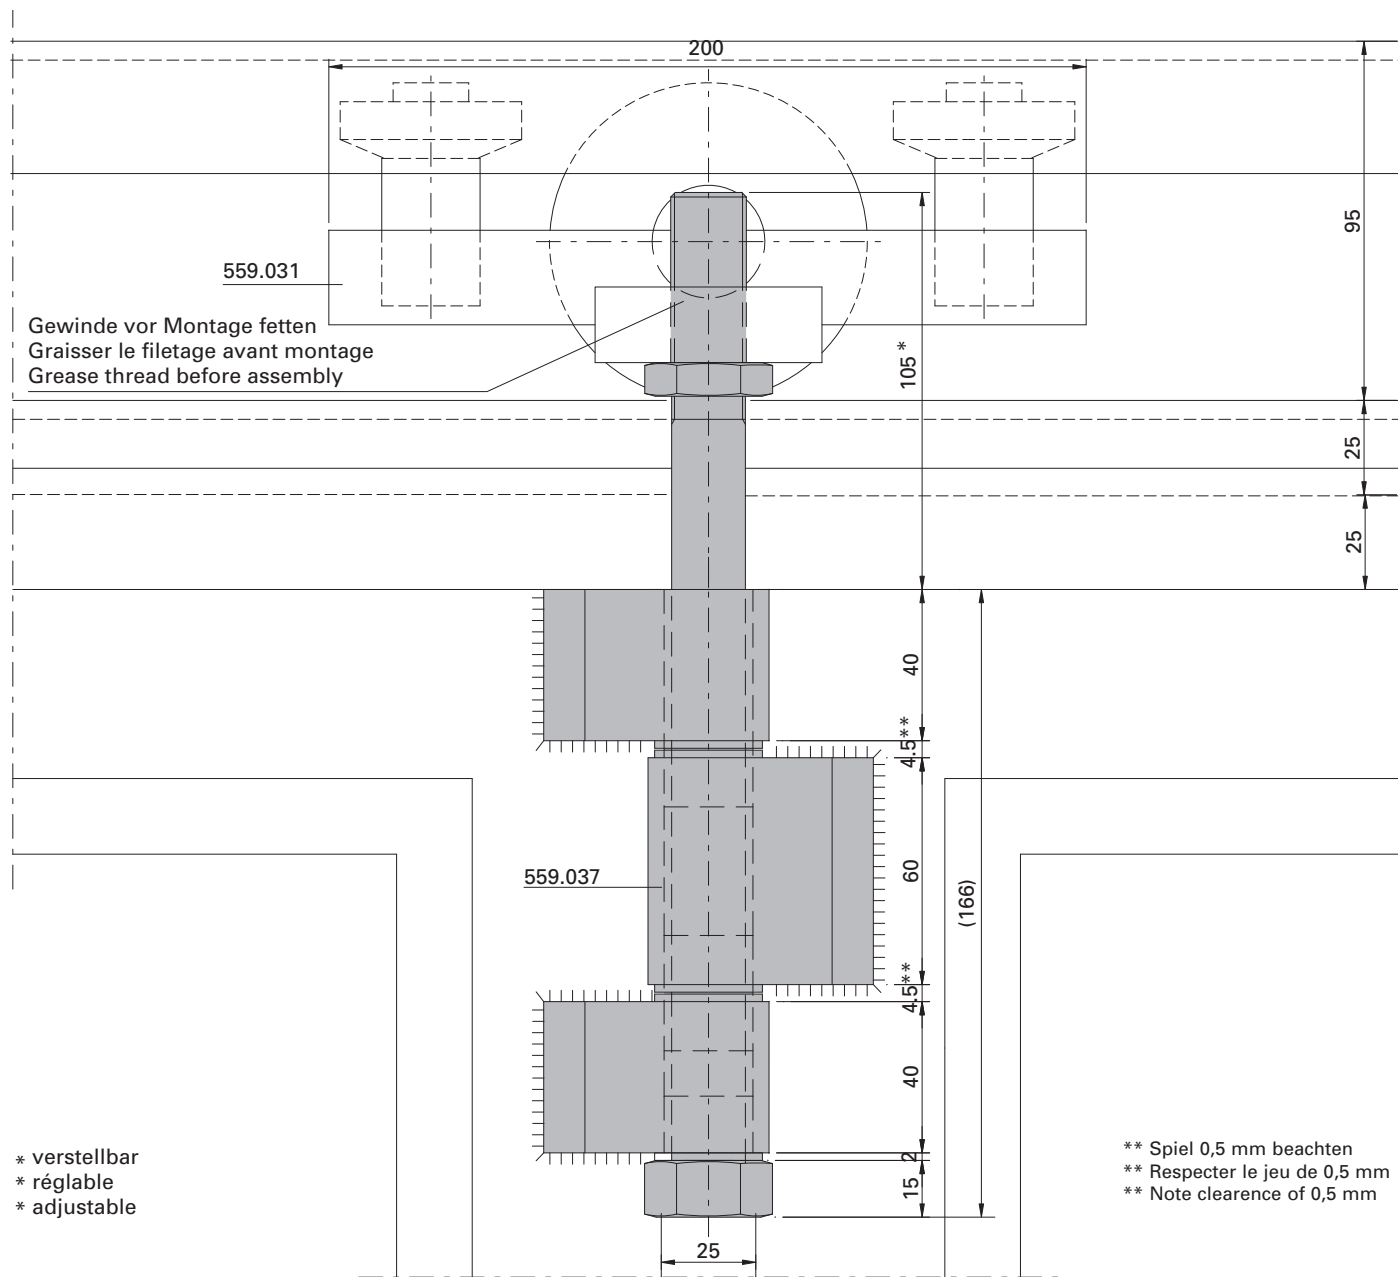 200
95
559.031
Gewinde vor Montage fetten
Graisser le filetage avant montage
Grease thread before assembly
105 *
25
25
40
4.5**
559.037
60
(166)
4.5**
40
2
15
* verstellbar
* réglable
* adjustable
** Spiel 0,5 mm beachten
** Respecter le jeu de 0,5 mm
** Note clearence of 0,5 mm
25